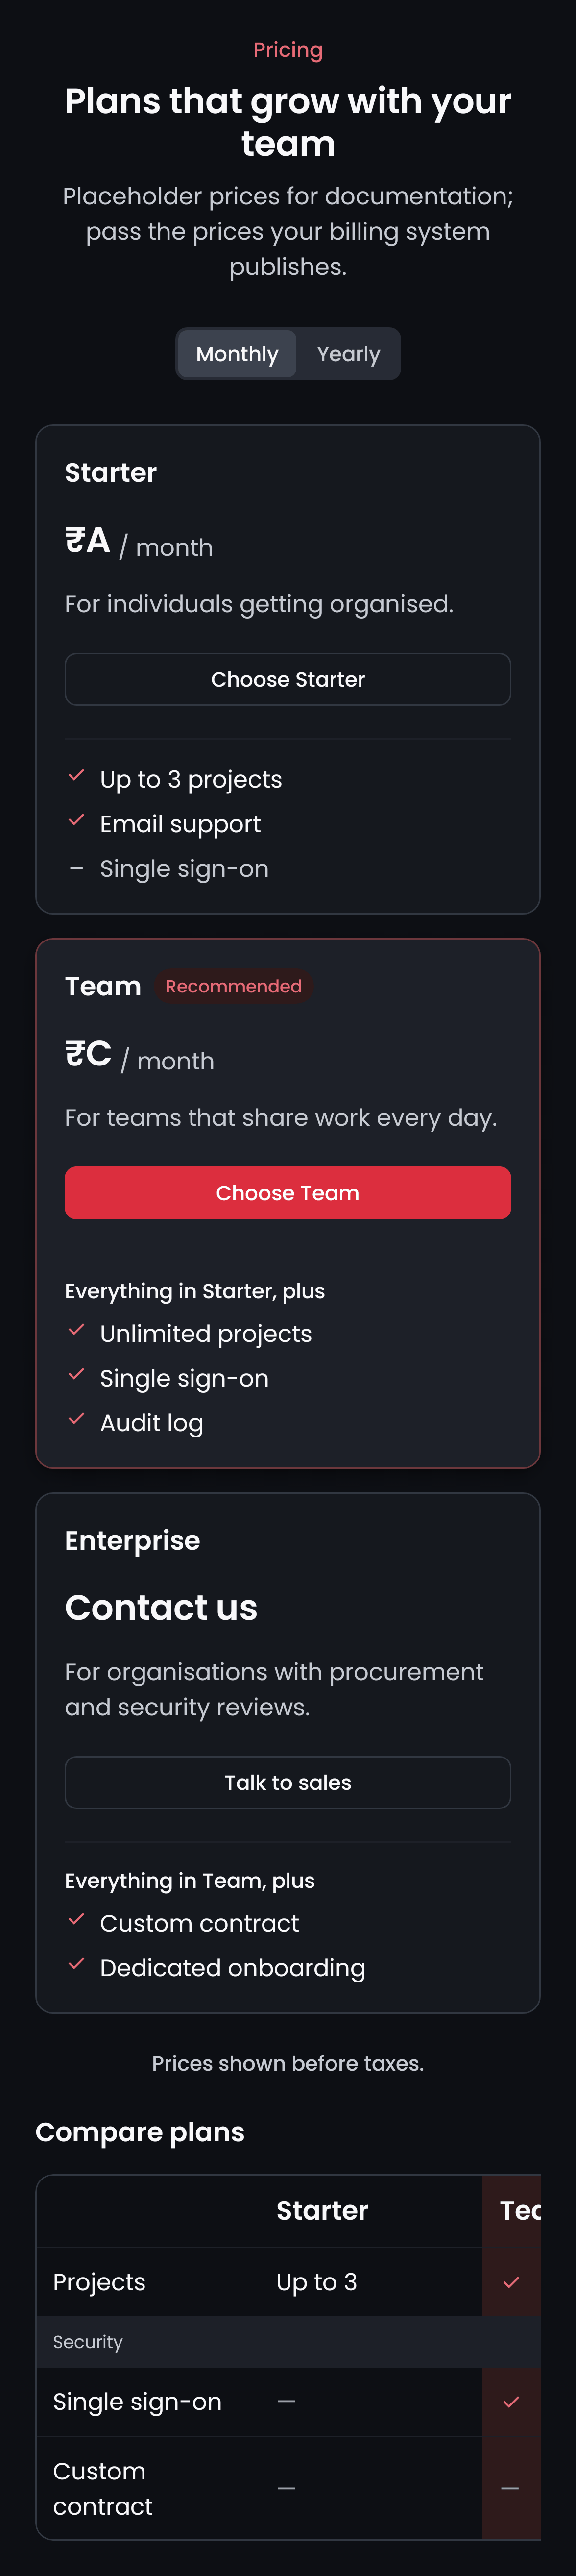 Pricing
Plans that grow with your
team
Placeholder prices for documentation;
pass the prices your billing system
publishes.
Monthly Yearly
Starter
₹A / month
For individuals getting organised.
Choose Starter
Up to 3 projects
Email support
– Single sign-on
Team Recommended
₹C / month
For teams that share work every day.
Choose Team
Everything in Starter, plus
Unlimited projects
Single sign-on
Audit log
Enterprise
Contact us
For organisations with procurement
and security reviews.
Talk to sales
Everything in Team, plus
Custom contract
Dedicated onboarding
Prices shown before taxes.
Compare plans
Starter
Projects Up to 3
Security
Single sign-on —
Custom
contract — —